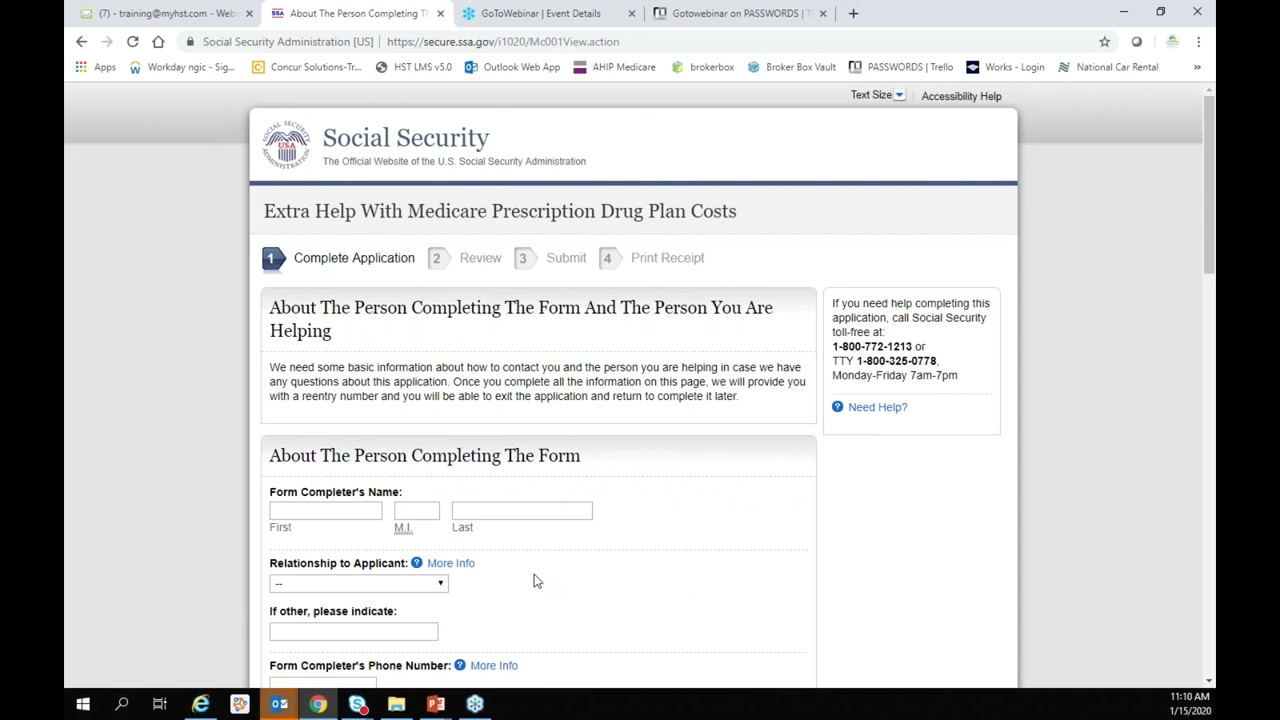 (7) - training@myhst.com - Web
About The Person Completing Th
GoToWebinar | Event Details
Gotowebinar on PASSWORDS | T
Social Security Administration [US] | https://secure.ssa.gov/i1020/Mc001View.action
Apps
Workday ngic - Sig...
Concur Solutions-Tr...
HST LMS v5.0
Outlook Web App
AHIP Medicare
brokerbox
Broker Box Vault
PASSWORDS | Trello
Works - Login
National Car Rental
»
Text Size
Accessibility Help
Social Security
The Official Website of the U.S. Social Security Administration
Extra Help With Medicare Prescription Drug Plan Costs
1 Complete Application 2 Review 3 Submit 4 Print Receipt
About The Person Completing The Form And The Person You Are
Helping
We need some basic information about how to contact you and the person you are helping in case we have
any questions about this application. Once you complete all the information on this page, we will provide you
with a reentry number and you will be able to exit the application and return to complete it later.
If you need help completing this
application, call Social Security
toll-free at:
1-800-772-1213 or
TTY 1-800-325-0778,
Monday-Friday 7am-7pm
Need Help?
About The Person Completing The Form
Form Completer's Name:
First
M.I.
Last
Relationship to Applicant: More Info
--
If other, please indicate:
Form Completer's Phone Number: More Info
11:10 AM
1/15/2020